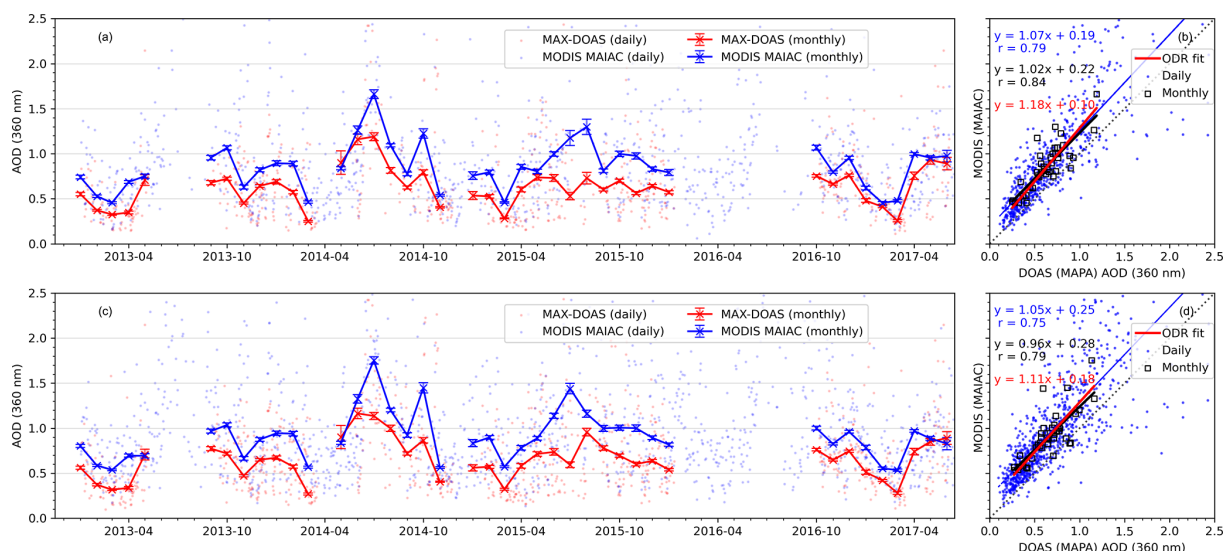 2.5
2.0
1.5
1.0
0.5
0.0
AOD (360 nm)
(a)
MAX-DOAS (daily)
MODIS MAIAC (daily)
MAX-DOAS (monthly)
MODIS MAIAC (monthly)
2013-04
2013-10
2014-04
2014-10
2015-04
2015-10
2016-04
2016-10
2017-04
MODIS (MAIAC)
(b)
y = 1.07x + 0.19
r = 0.79
y = 1.02x + 0.22
r = 0.84
y = 1.18x + 0.10
ODR fit
Daily
Monthly
0.0
0.5
1.0
1.5
2.0
2.5
DOAS (MAPA) AOD (360 nm)
2.5
2.0
1.5
1.0
0.5
0.0
AOD (360 nm)
(c)
MAX-DOAS (daily)
MODIS MAIAC (daily)
MAX-DOAS (monthly)
MODIS MAIAC (monthly)
2013-04
2013-10
2014-04
2014-10
2015-04
2015-10
2016-04
2016-10
2017-04
MODIS (MAIAC)
(d)
y = 1.05x + 0.25
r = 0.75
y = 0.96x + 0.28
r = 0.79
y = 1.11x + 0.18
ODR fit
Daily
Monthly
0.0
0.5
1.0
1.5
2.0
2.5
DOAS (MAPA) AOD (360 nm)